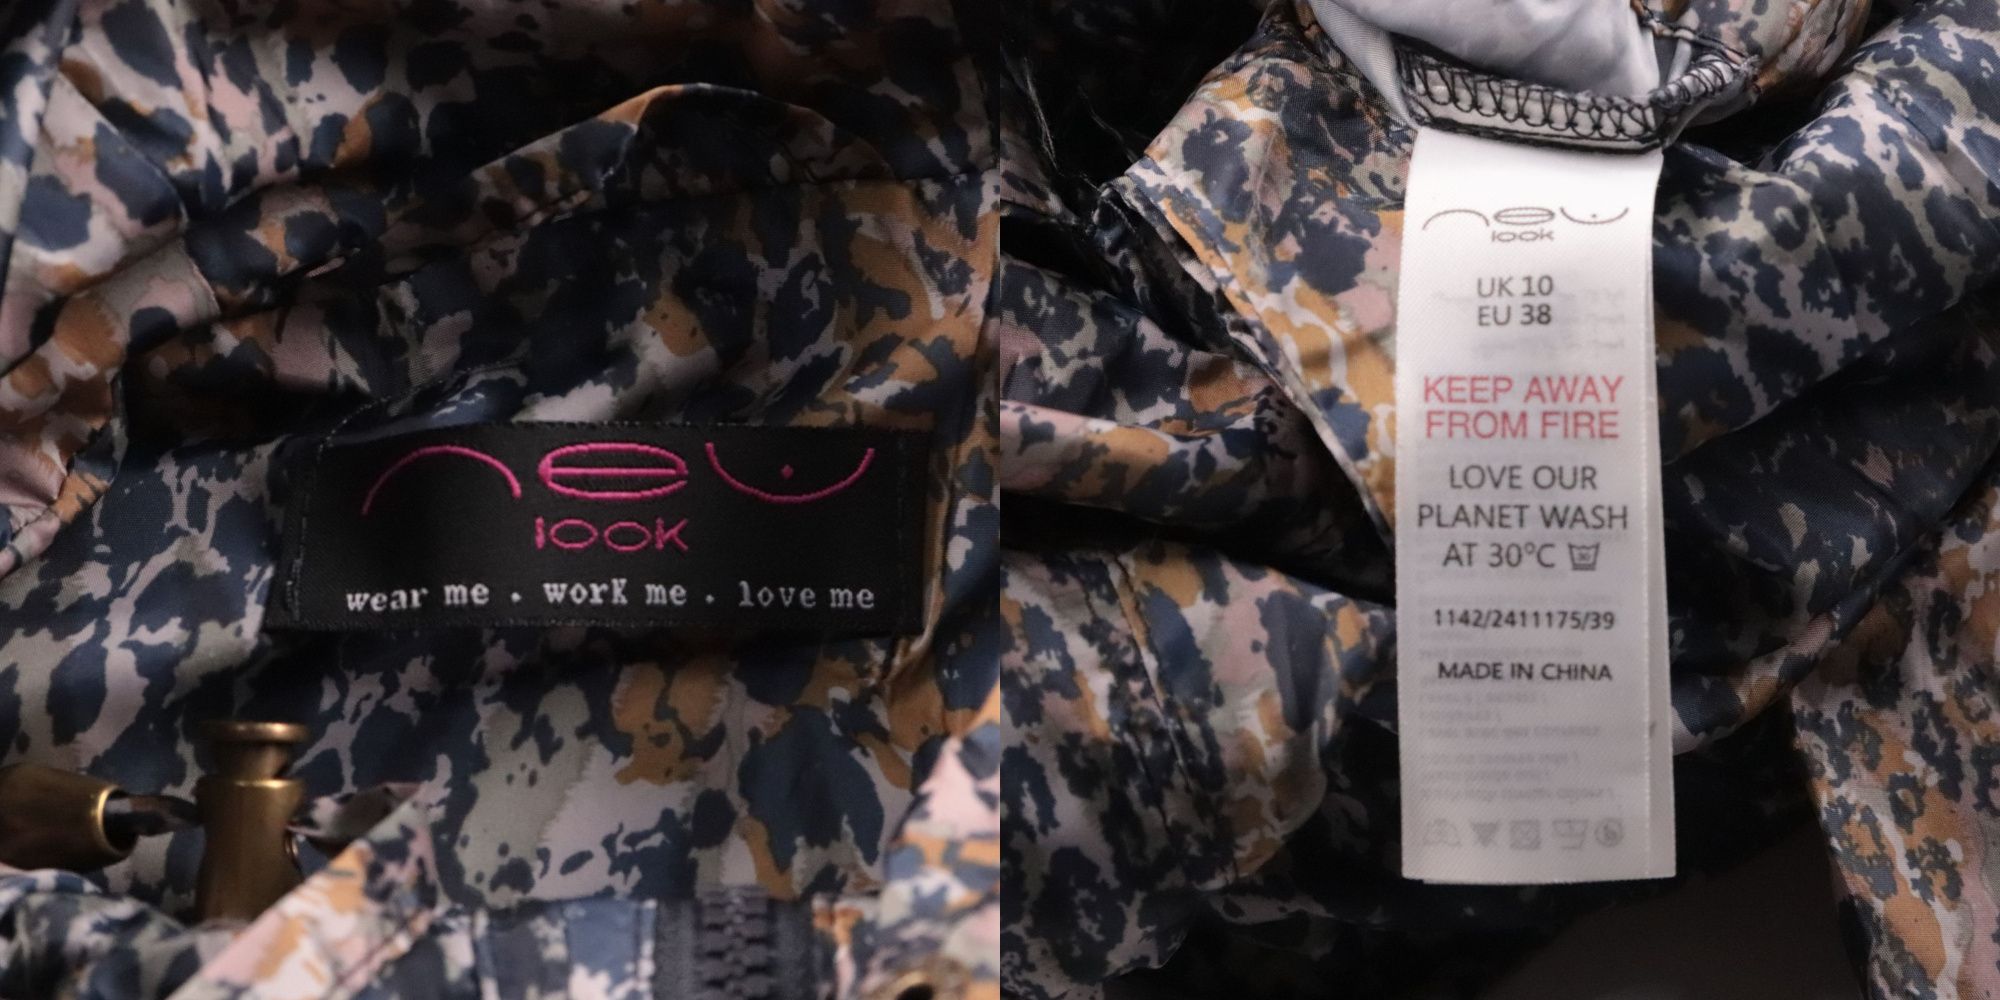 new
look
wear me . work me . love me
new
look
UK 10
EU 38
KEEP AWAY
FROM FIRE
LOVE OUR
PLANET WASH
AT 30°C 30
1142/2411175/39
MADE IN CHINA